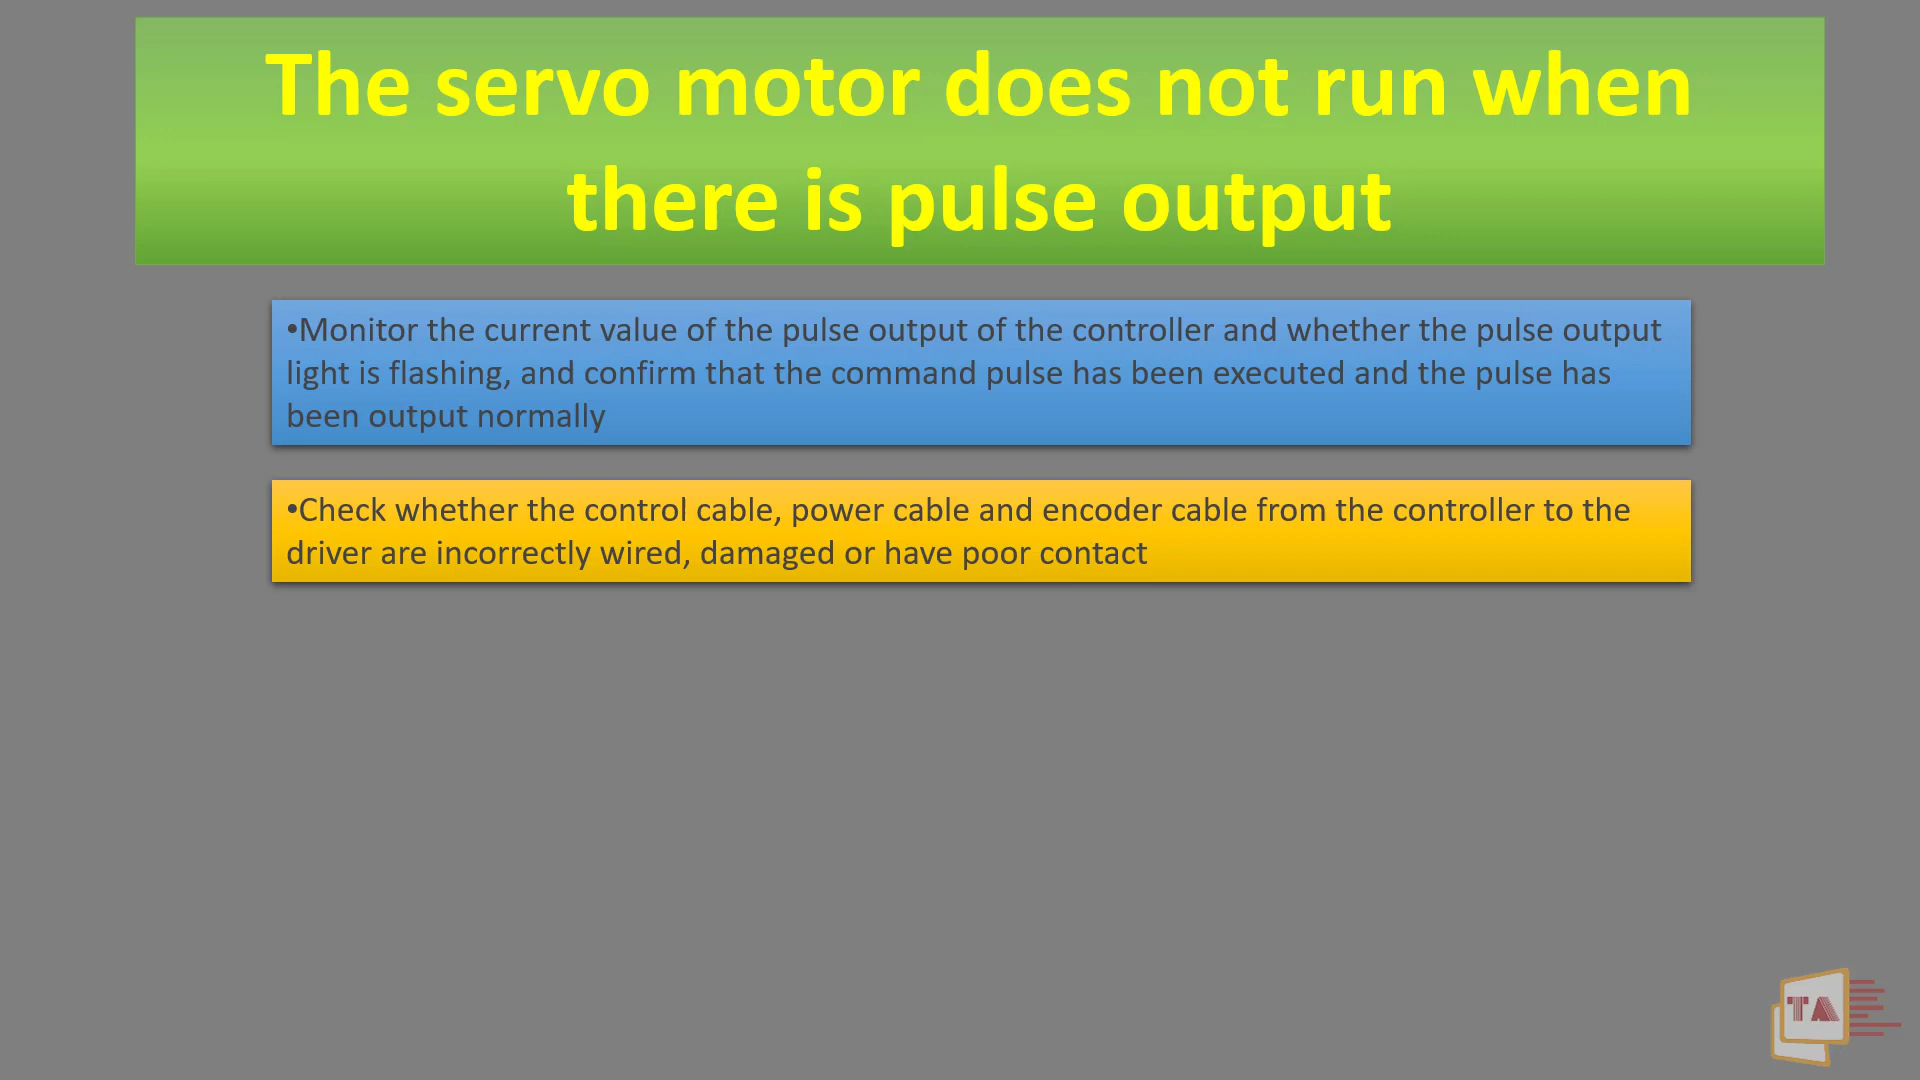 The servo motor does not run when
there is pulse output
•Monitor the current value of the pulse output of the controller and whether the pulse output
light is flashing, and confirm that the command pulse has been executed and the pulse has
been output normally
•Check whether the control cable, power cable and encoder cable from the controller to the
driver are incorrectly wired, damaged or have poor contact
TA